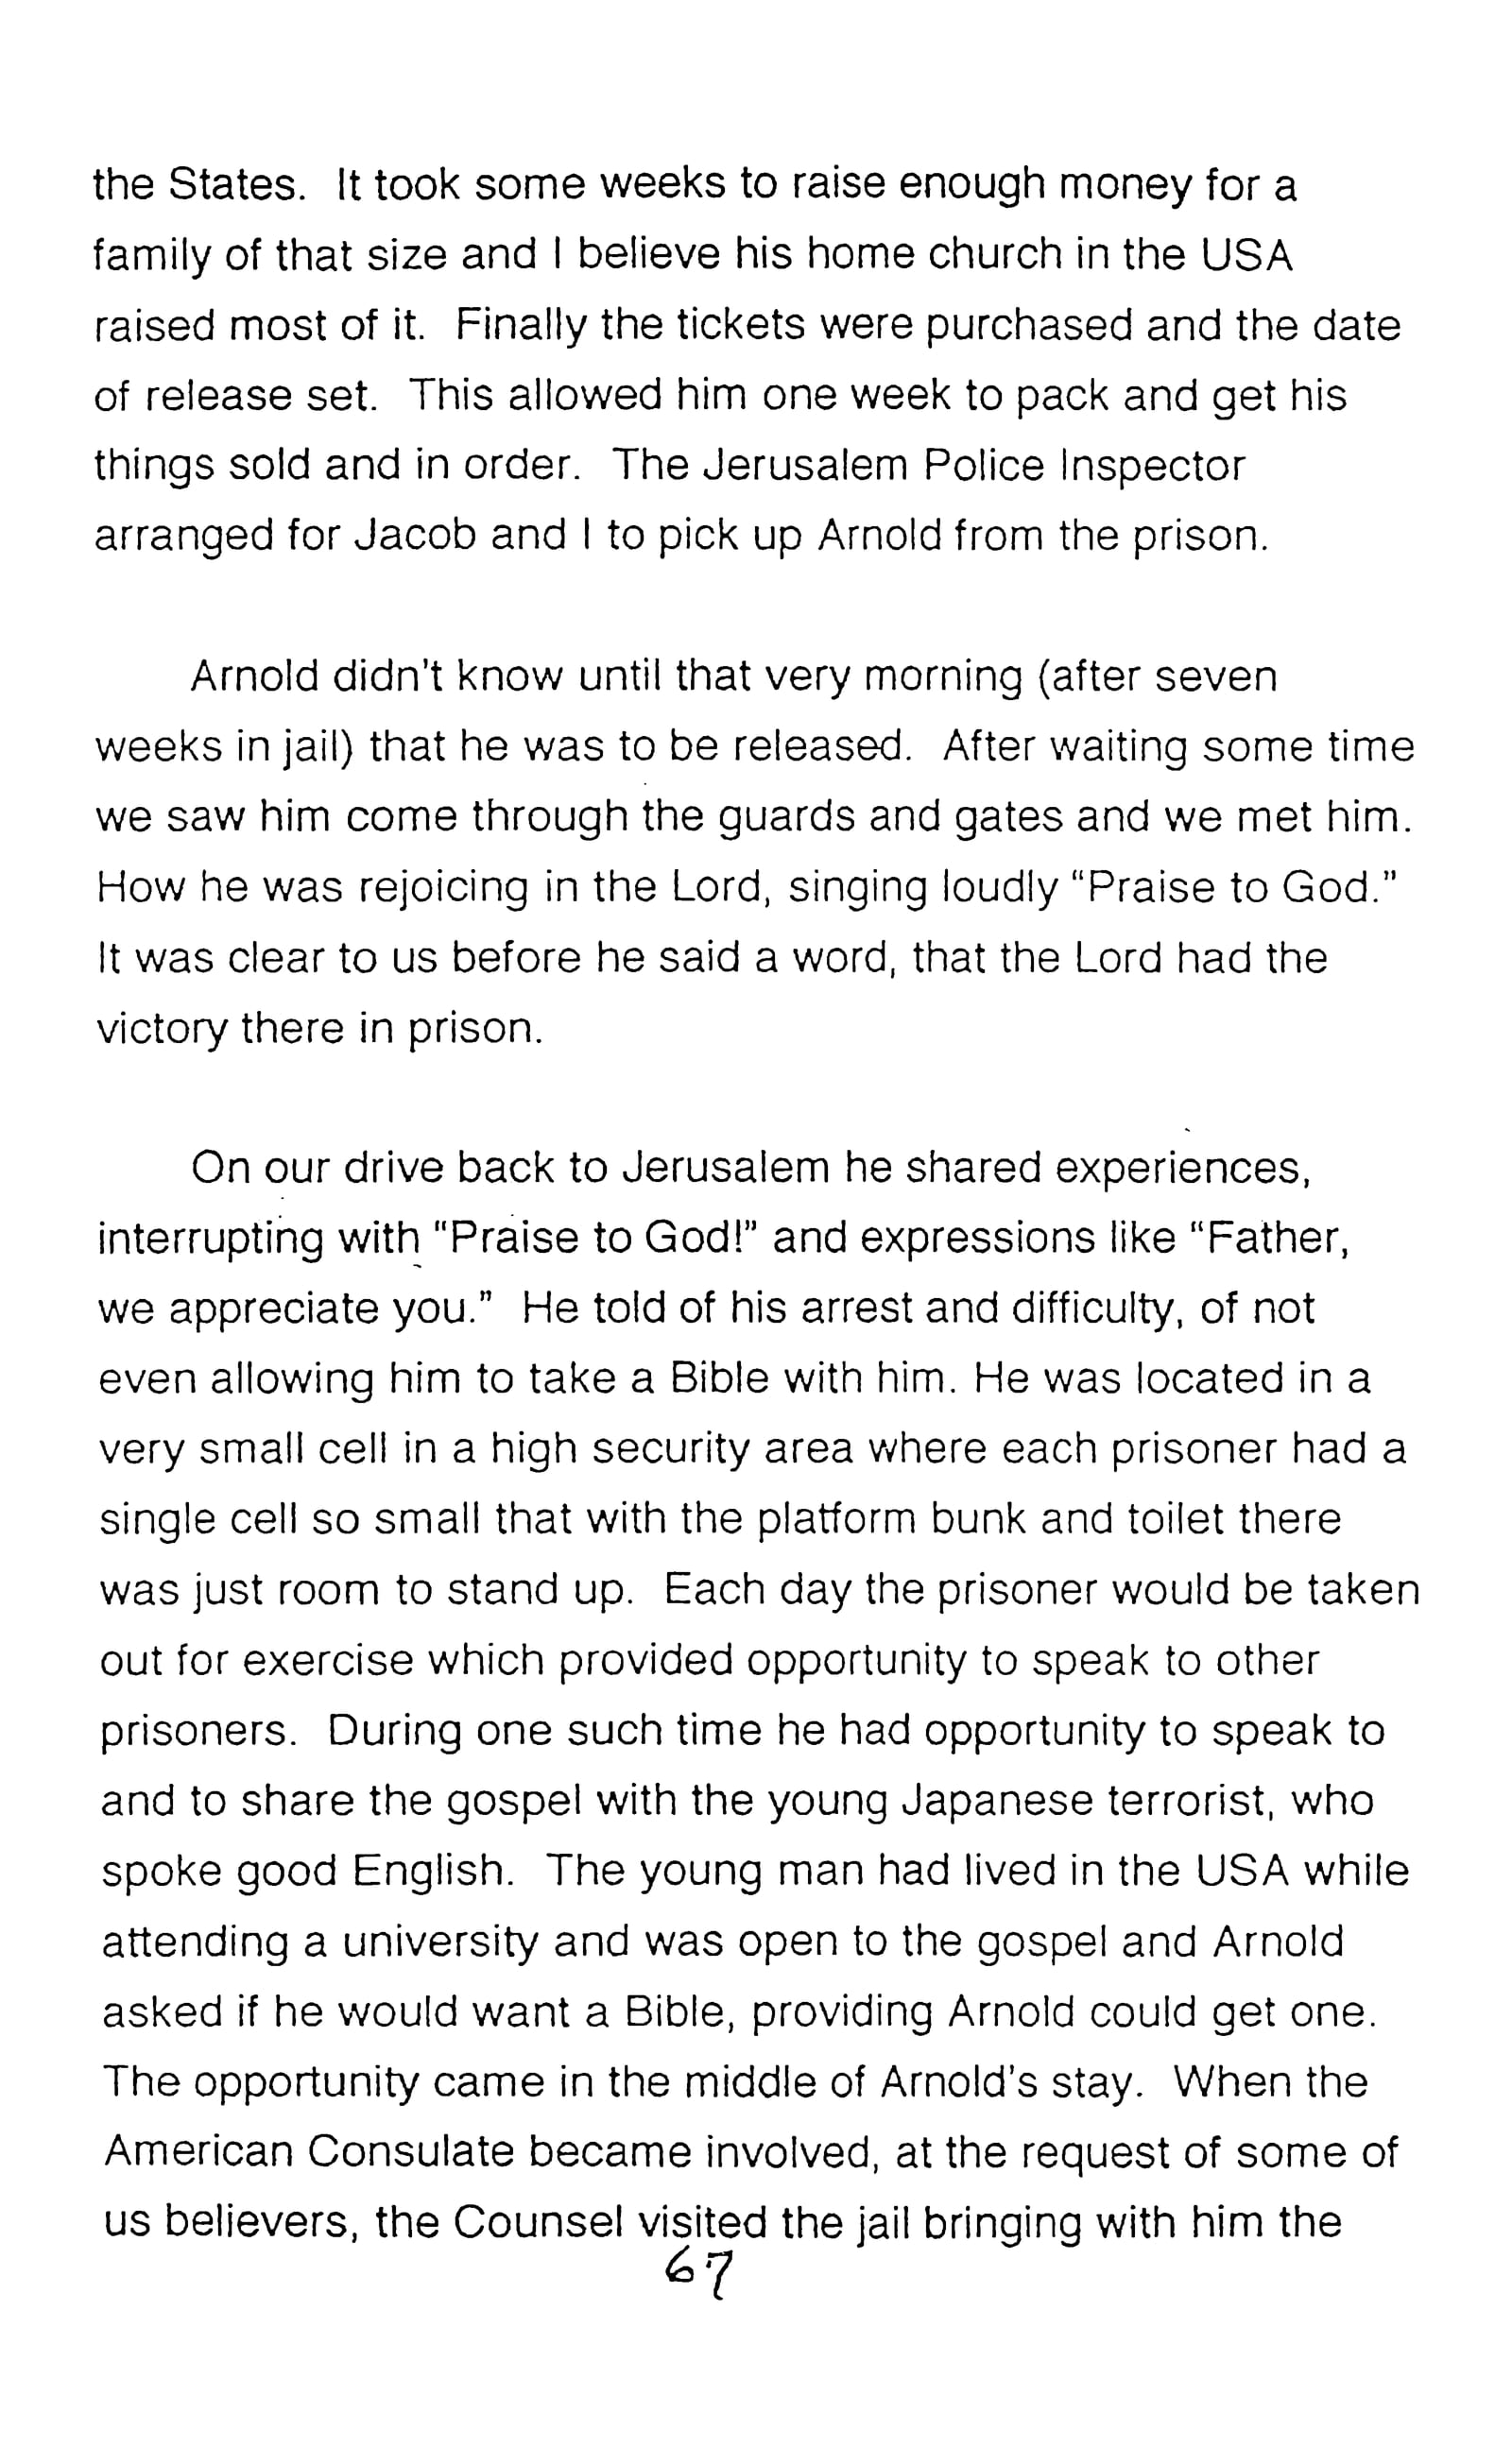 the States.  It took some weeks to raise enough money for a
family of that size and I believe his home church in the USA
raised most of it.  Finally the tickets were purchased and the date
of release set.  This allowed him one week to pack and get his
things sold and in order.  The Jerusalem Police Inspector
arranged for Jacob and I to pick up Arnold from the prison.
Arnold didn't know until that very morning (after seven
weeks in jail) that he was to be released.  After waiting some time
we saw him come through the guards and gates and we met him.
How he was rejoicing in the Lord, singing loudly “Praise to God.”
It was clear to us before he said a word, that the Lord had the
victory there in prison.
On our drive back to Jerusalem he shared experiences,
interrupting with "Praise to God!” and expressions like “Father,
we appreciate you.”  He told of his arrest and difficulty, of not
even allowing him to take a Bible with him. He was located in a
very small cell in a high security area where each prisoner had a
single cell so small that with the platform bunk and toilet there
was just room to stand up.  Each day the prisoner would be taken
out for exercise which provided opportunity to speak to other
prisoners.  During one such time he had opportunity to speak to
and to share the gospel with the young Japanese terrorist, who
spoke good English.  The young man had lived in the USA while
attending a university and was open to the gospel and Arnold
asked if he would want a Bible, providing Arnold could get one.
The opportunity came in the middle of Arnold's stay.  When the
American Consulate became involved, at the request of some of
us believers, the Counsel visited the jail bringing with him the
67